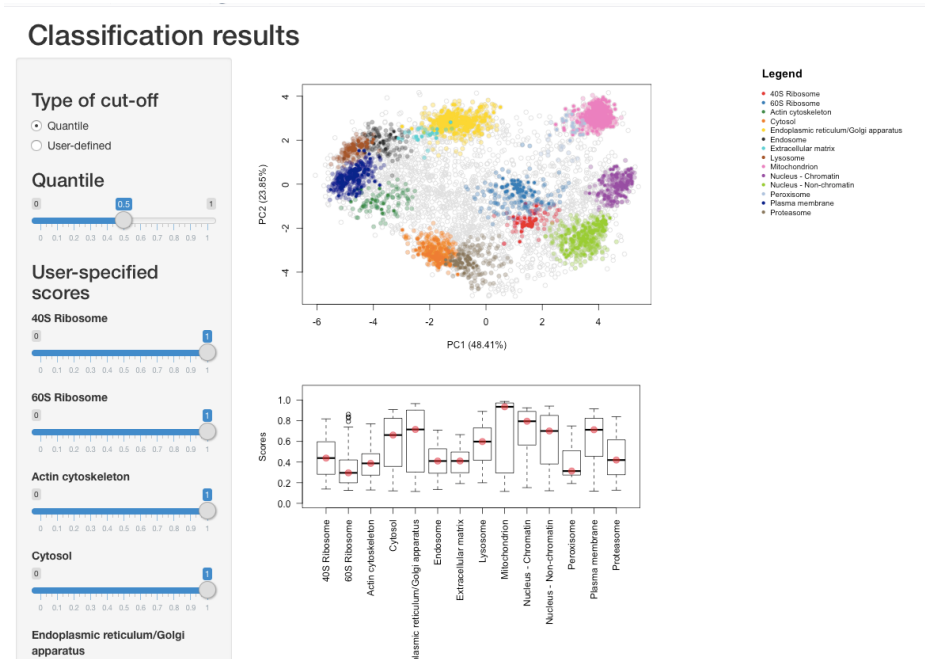 Classification results
Type of cut-off
Quantile
User-defined
Quantile
0 0.5 1
0 0.1 0.2 0.3 0.4 0.5 0.6 0.7 0.8 0.9 1
User-specified
scores
40S Ribosome
0 1
0 0.1 0.2 0.3 0.4 0.5 0.6 0.7 0.8 0.9 1
60S Ribosome
0 1
0 0.1 0.2 0.3 0.4 0.5 0.6 0.7 0.8 0.9 1
Actin cytoskeleton
0 1
0 0.1 0.2 0.3 0.4 0.5 0.6 0.7 0.8 0.9 1
Cytosol
0 1
0 0.1 0.2 0.3 0.4 0.5 0.6 0.7 0.8 0.9 1
Endoplasmic reticulum/Golgi
apparatus
PC2 (23.85%)
4
2
0
-2
-4
-6 -4 -2 0 2 4
PC1 (48.41%)
Legend
40S Ribosome
60S Ribosome
Actin cytoskeleton
Cytosol
Endoplasmic reticulum/Golgi apparatus
Endosome
Extracellular matrix
Lysosome
Mitochondrion
Nucleus - Chromatin
Nucleus - Non-chromatin
Peroxisome
Plasma membrane
Proteasome
Scores
1.0
0.8
0.6
0.4
0.2
0.0
40S Ribosome
60S Ribosome
Actin cytoskeleton
Cytosol
lasmic reticulum/Golgi apparatus
Endosome
Extracellular matrix
Lysosome
Mitochondrion
Nucleus - Chromatin
Nucleus - Non-chromatin
Peroxisome
Plasma membrane
Proteasome